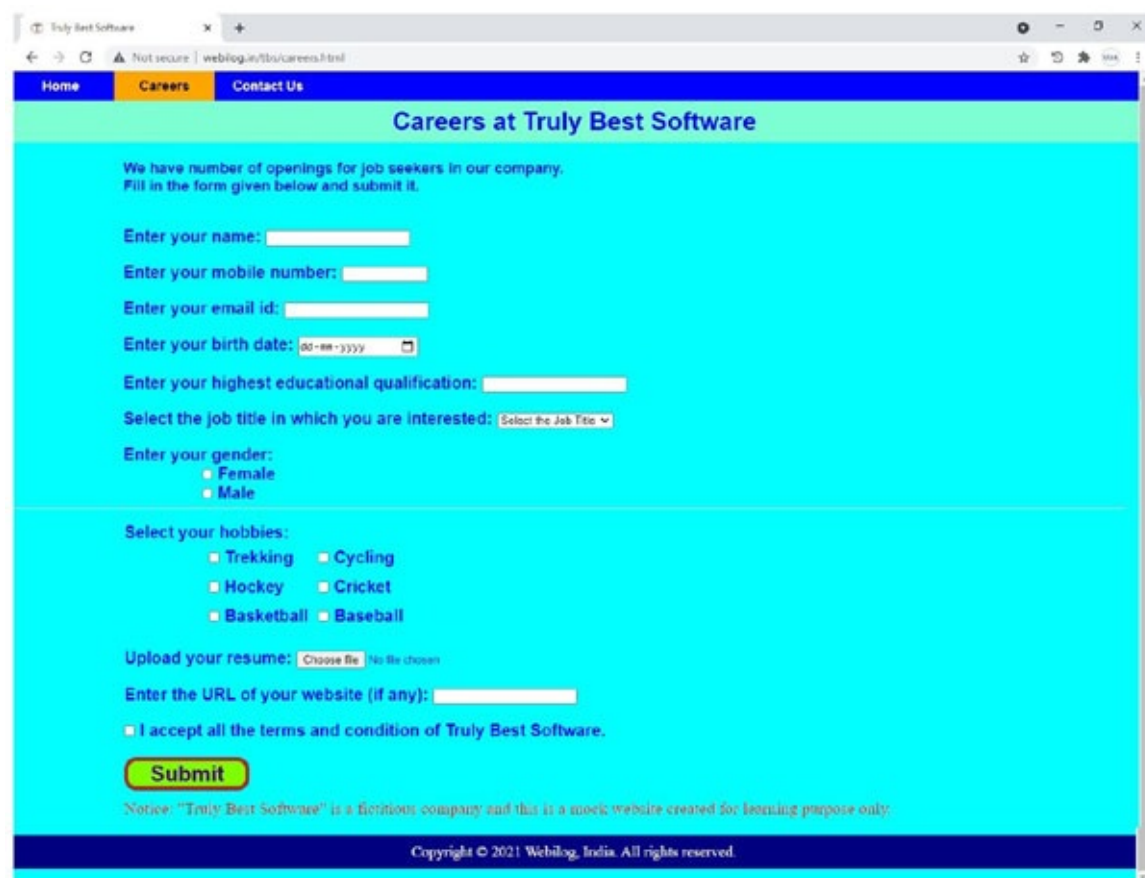 Truly Best Software
Not secure | webilog.in/tbs/careers.html
Home Careers Contact Us
Careers at Truly Best Software
We have number of openings for job seekers in our company.
Fill in the form given below and submit it.
Enter your name:
Enter your mobile number:
Enter your email id:
Enter your birth date: dd-mm-yyyy
Enter your highest educational qualification:
Select the job title in which you are interested: Select the Job Title
Enter your gender:
Female
Male
Select your hobbies:
Trekking Cycling
Hockey Cricket
Basketball Baseball
Upload your resume: Choose file No file chosen
Enter the URL of your website (if any):
I accept all the terms and condition of Truly Best Software.
Submit
Notice: "Truly Best Software" is a fictitious company and this is a mock website created for learning purpose only.
Copyright © 2021 Webilog, India. All rights reserved.